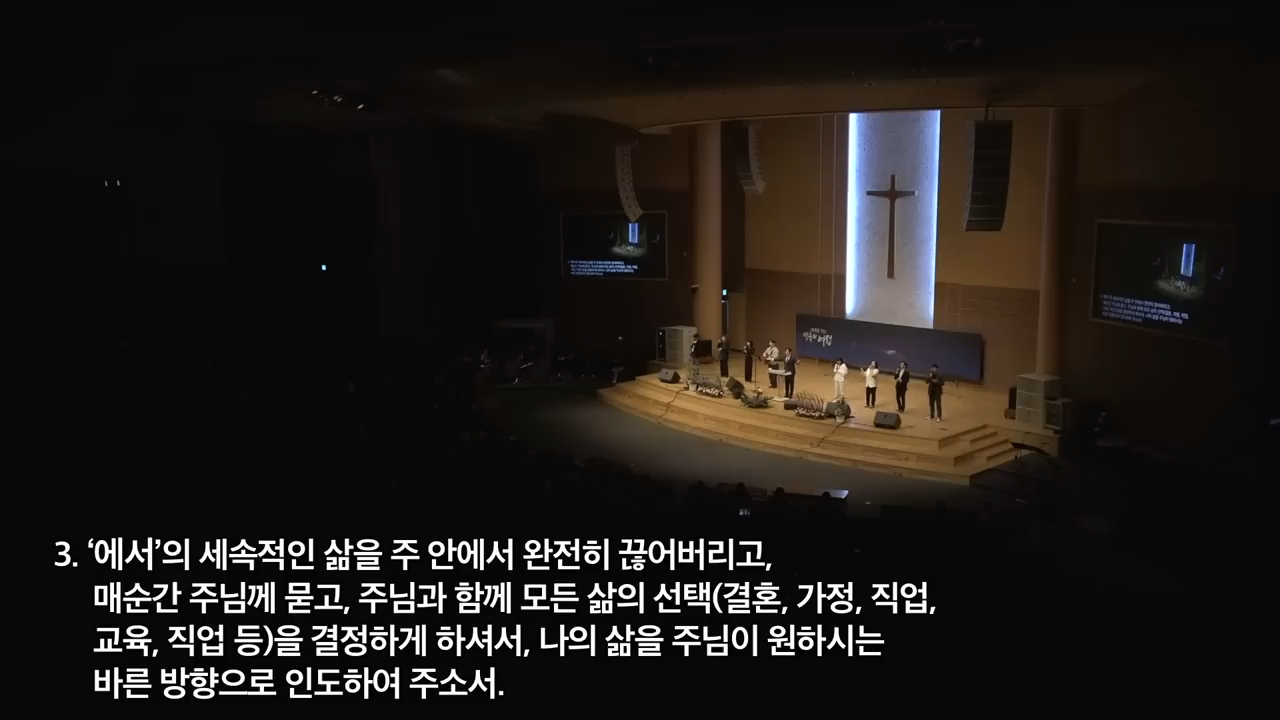 3. ‘에서’의 세속적인 삶을 주 안에서 완전히 끊어버리고,
매순간 주님께 묻고, 주님과 함께 모든 삶의 선택(결혼, 가정, 직업,
교육, 직업 등)을 결정하게 하셔서, 나의 삶을 주님이 원하시는
바른 방향으로 인도하여 주소서.